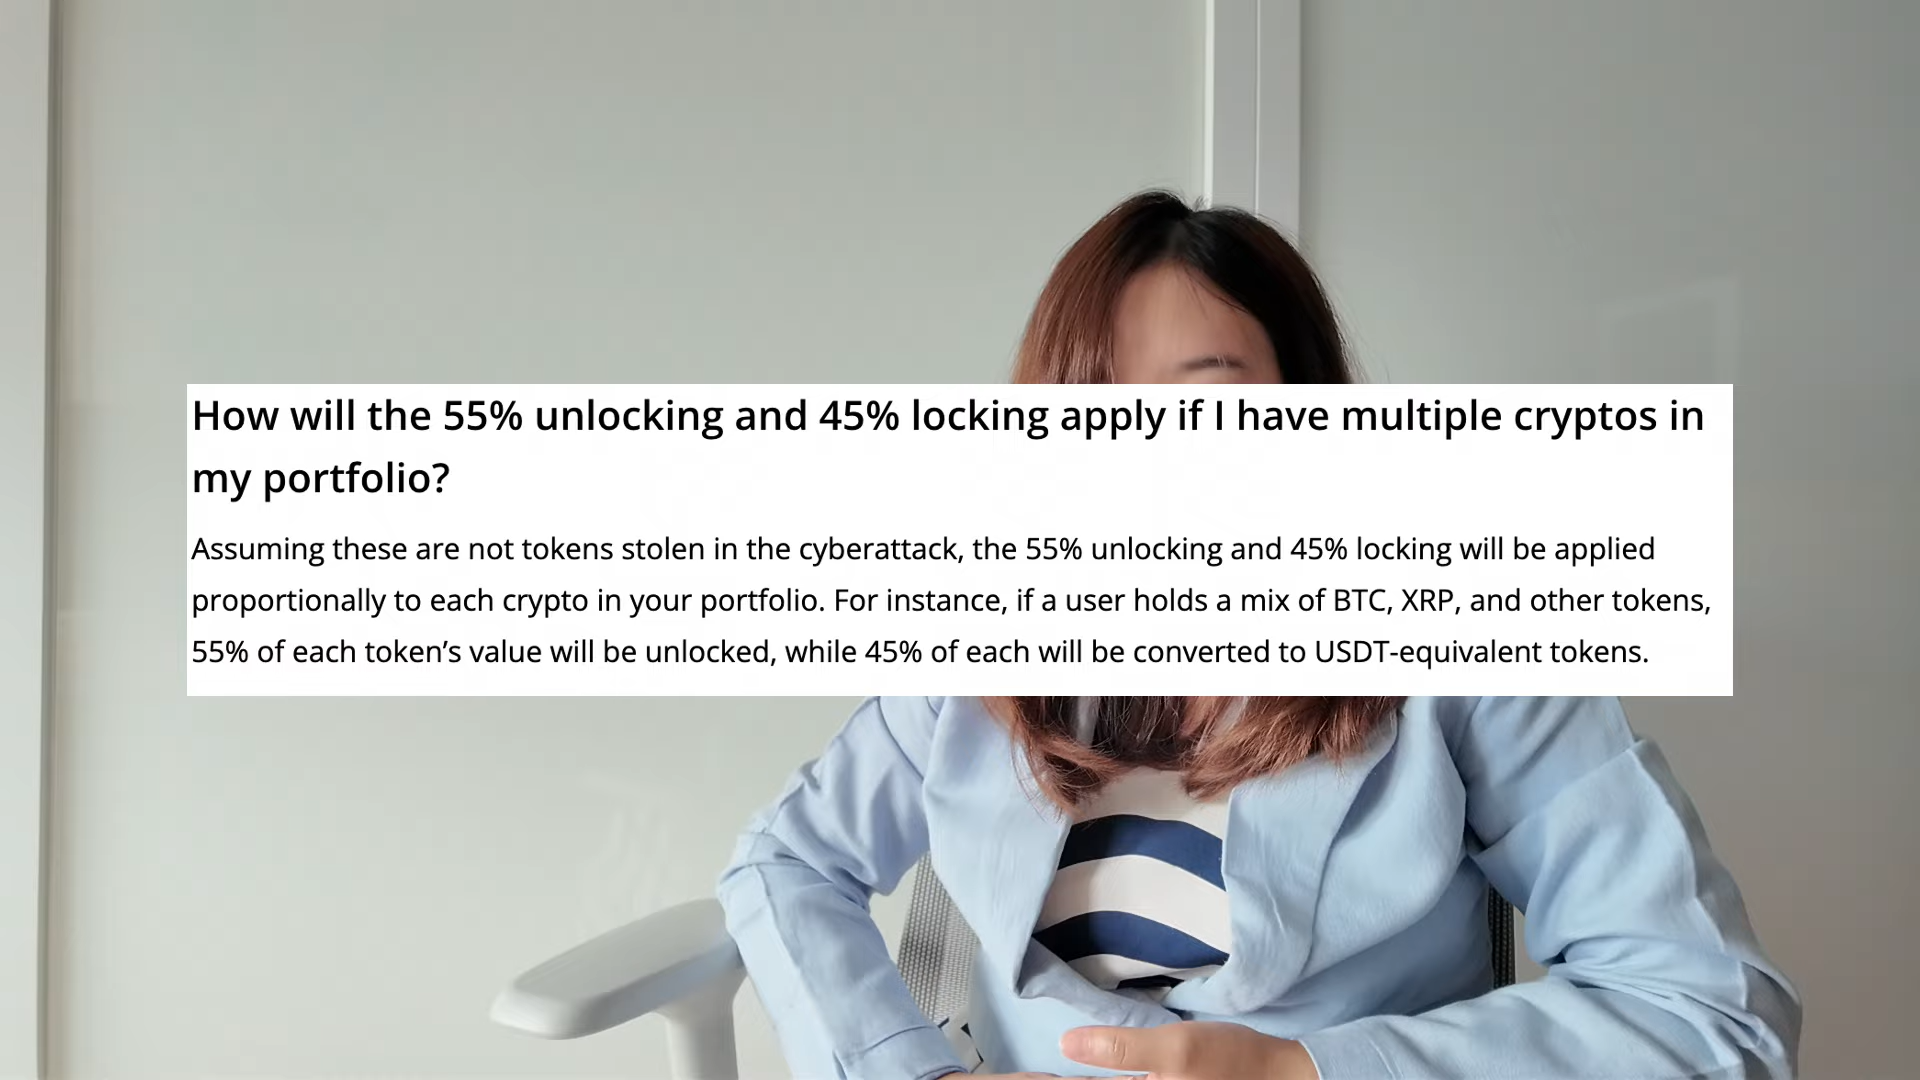 How will the 55% unlocking and 45% locking apply if I have multiple cryptos in
my portfolio?
Assuming these are not tokens stolen in the cyberattack, the 55% unlocking and 45% locking will be applied
proportionally to each crypto in your portfolio. For instance, if a user holds a mix of BTC, XRP, and other tokens,
55% of each token’s value will be unlocked, while 45% of each will be converted to USDT-equivalent tokens.